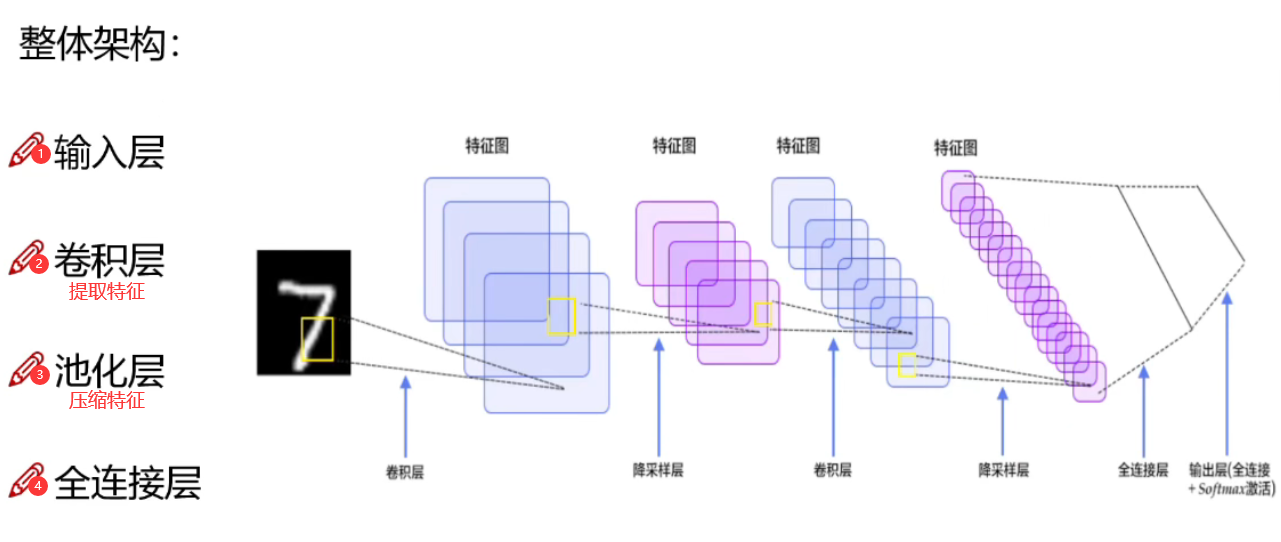 整体架构：
1 输入层
2 卷积层
提取特征
3 池化层
压缩特征
4 全连接层
特征图
特征图
特征图
特征图
7
卷积层
降采样层
卷积层
降采样层
全连接层
输出层(全连接
+ Softmax激活)